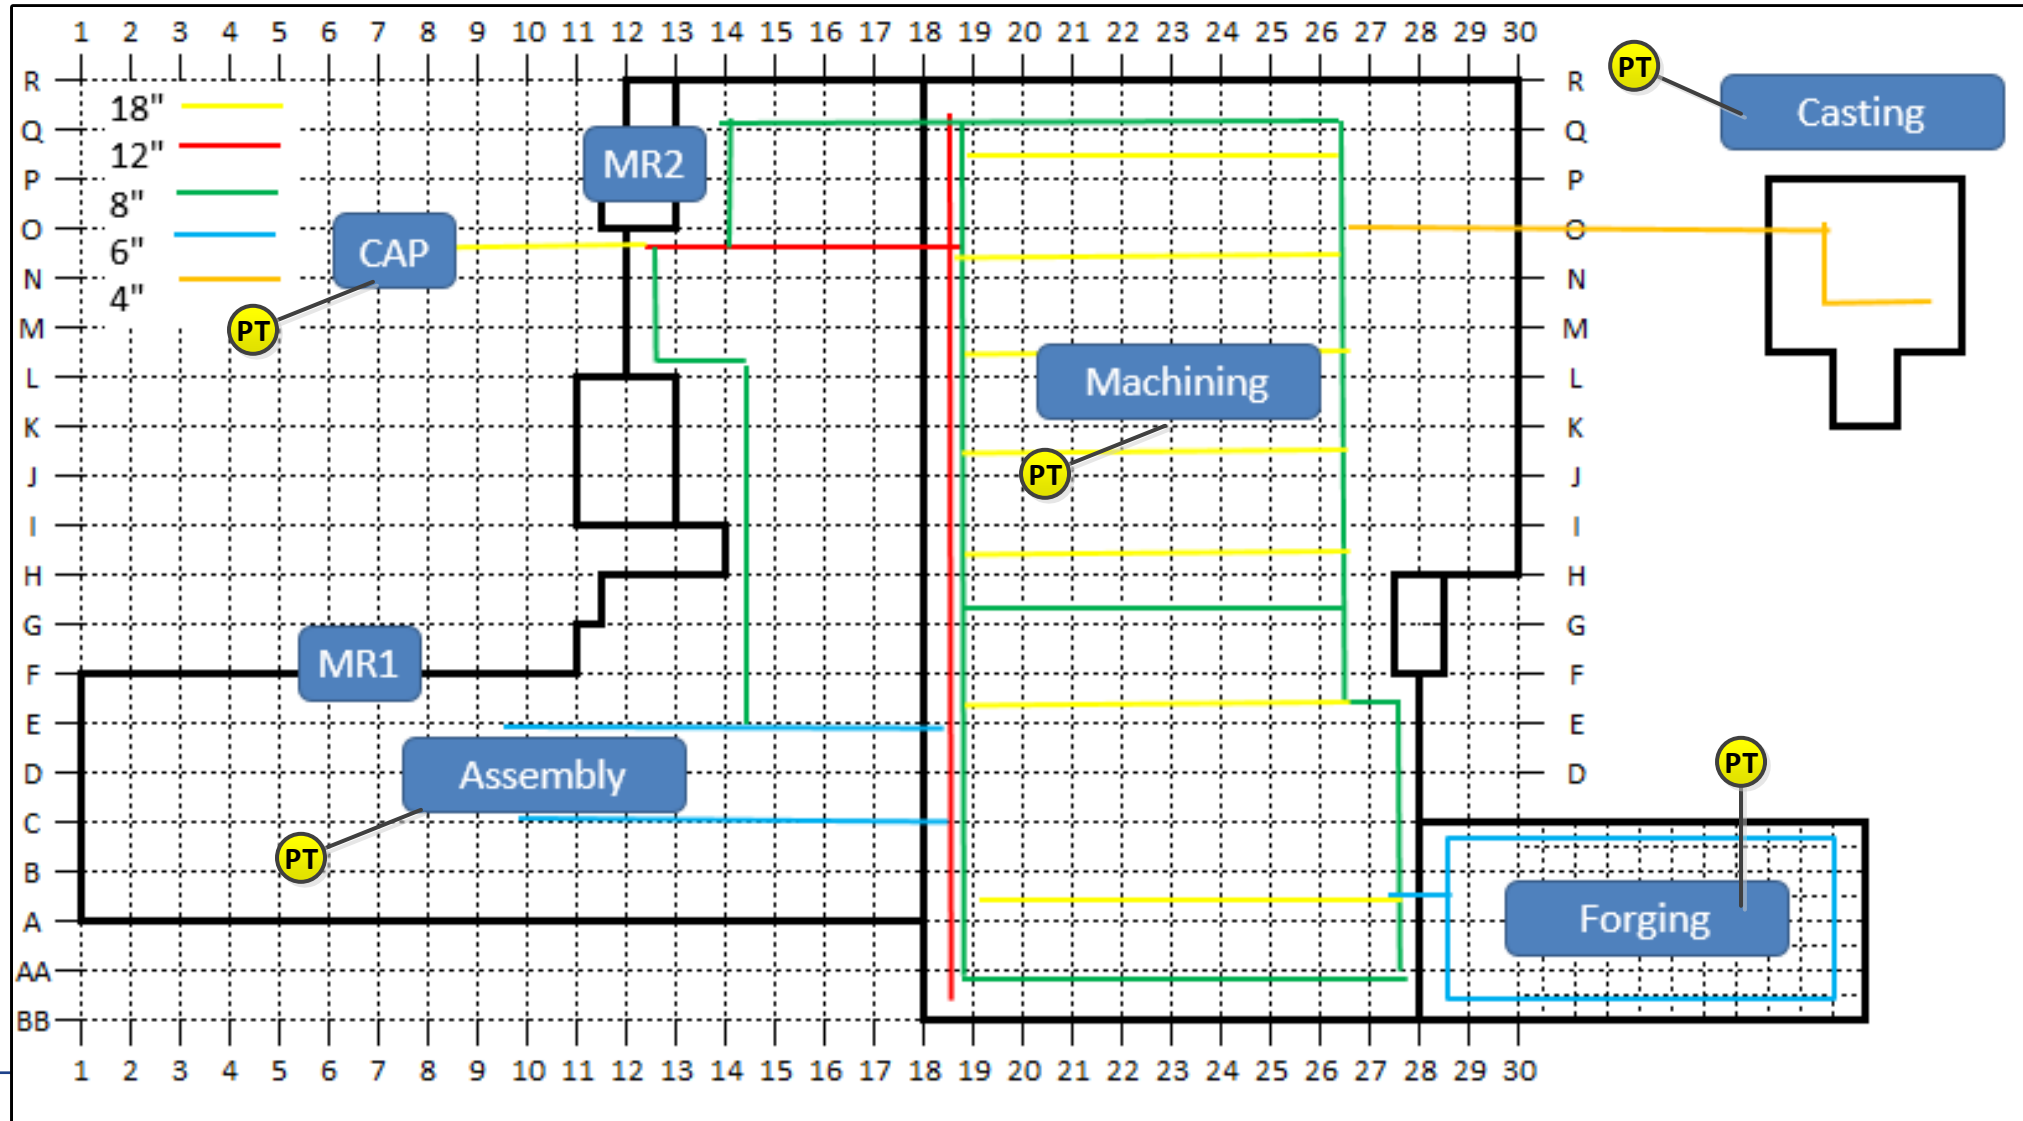 1 2 3 4 5 6 7 8 9 10 11 12 13 14 15 16 17 18 19 20 21 22 23 24 25 26 27 28 29 30
R R
PT
Casting
18"
Q Q
12"
MR2
P P
8"
O O
CAP
6"
N N
4"
PT
M M
Machining
L L
K K
PT
J J
I I
H H
G G
MR1
F F
E E
PT
Assembly
D D
C
PT
B
Forging
A
AA
BB
1 2 3 4 5 6 7 8 9 10 11 12 13 14 15 16 17 18 19 20 21 22 23 24 25 26 27 28 29 30